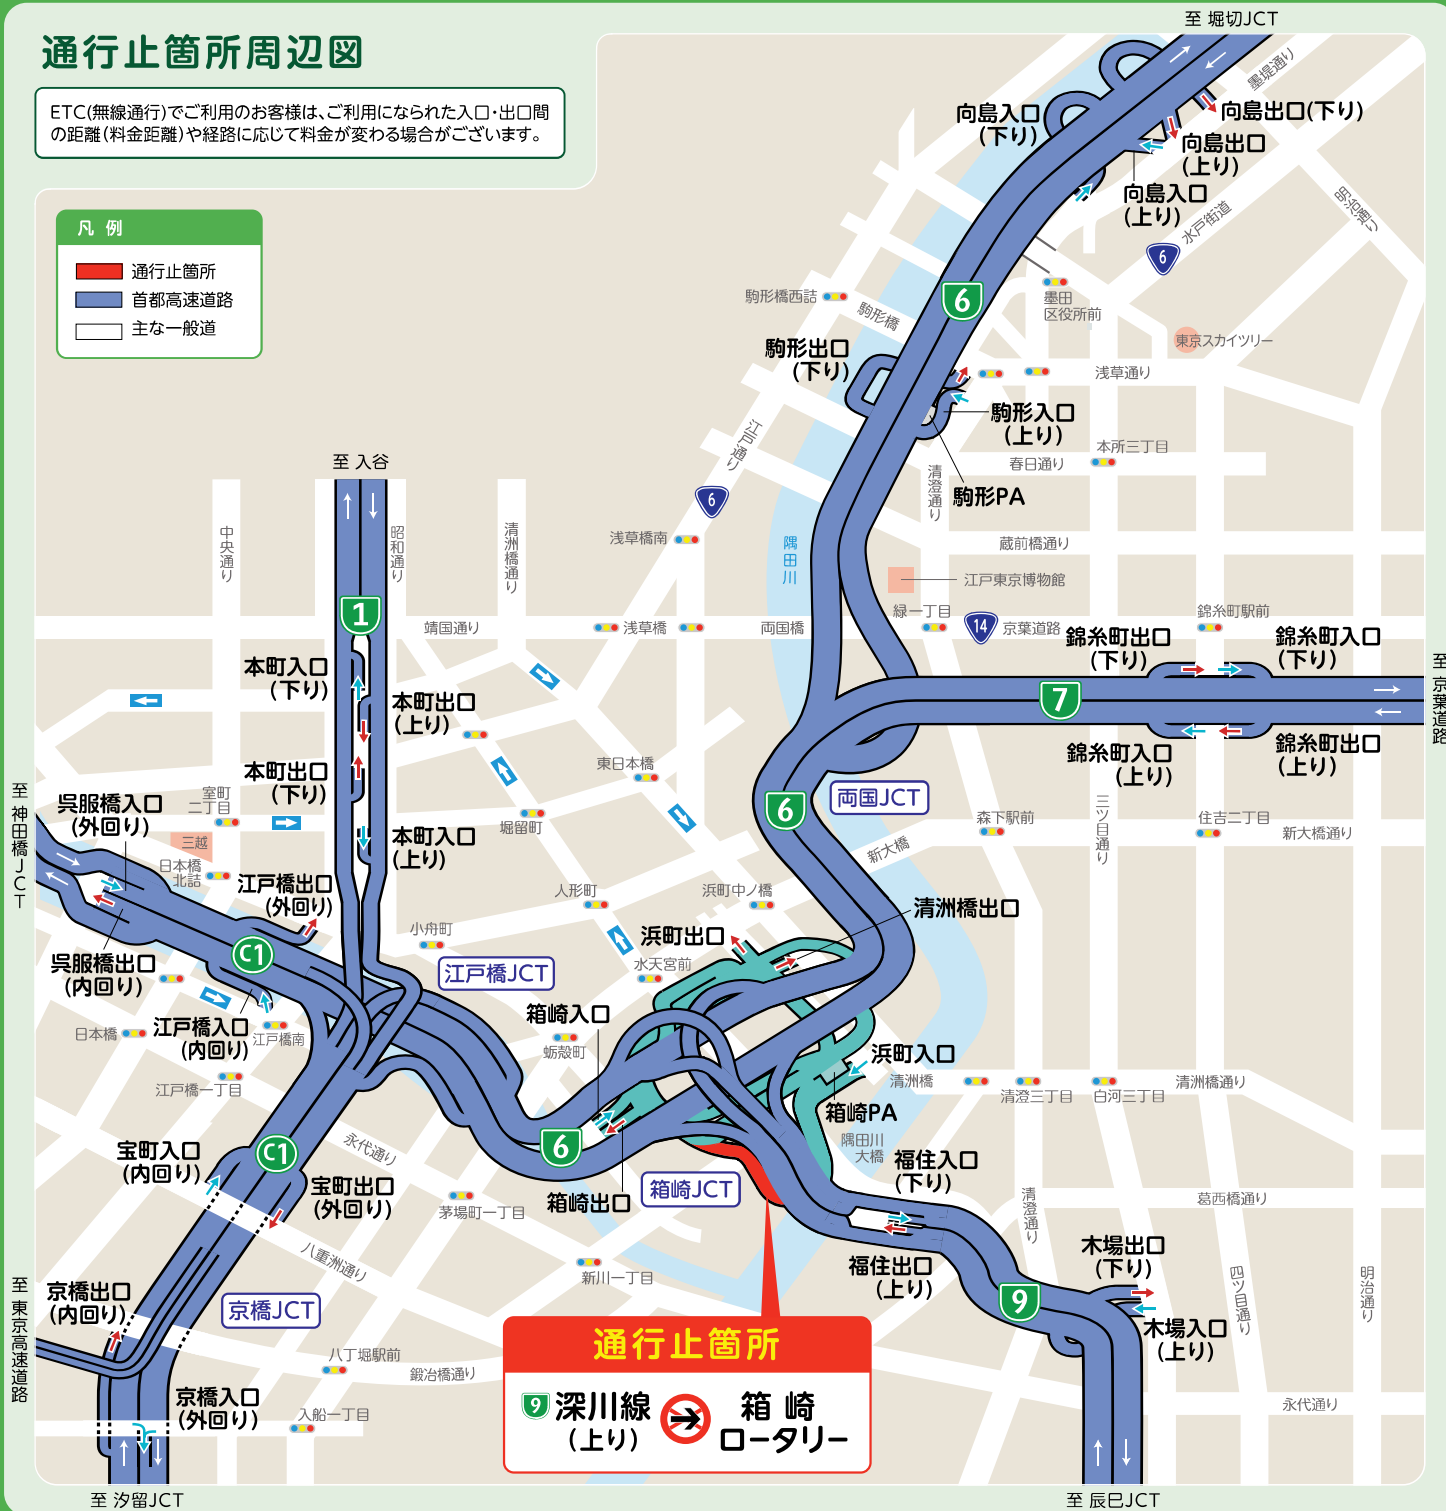 至 堀切JCT
通行止箇所周辺図
ETC(無線通行)でご利用のお客様は、ご利用になられた入口・出口間
の距離(料金距離)や経路に応じて料金が変わる場合がございます。
凡 例
通行止箇所
首都高速道路
主な一般道
墨堤通り
向島入口
(下り)
向島出口(下り)
向島出口
(上り)
向島入口
(上り)
明治通り
水戸街道
6
6
墨田
区役所前
駒形橋西詰
駒形橋
東京スカイツリー
駒形出口
(下り)
浅草通り
駒形入口
(上り)
江戸通り
本所三丁目
春日通り
清澄通り
駒形PA
6
至 入谷
中央通り
昭和通り
清洲橋通り
浅草橋南
隅田川
蔵前橋通り
江戸東京博物館
1
靖国通り
浅草橋
両国橋
緑一丁目
14
京葉道路
錦糸町駅前
錦糸町出口
(下り)
錦糸町入口
(下り)
至 京葉道路
本町入口
(下り)
本町出口
(上り)
7
錦糸町入口
(上り)
錦糸町出口
(上り)
本町出口
(下り)
東日本橋
両国JCT
6
至 神田橋JCT
呉服橋入口
(外回り)
室町
二丁目
三越
日本橋
北詰
本町入口
(上り)
堀留町
新大橋
森下駅前
三ツ目通り
住吉二丁目
新大橋通り
江戸橋出口
(外回り)
人形町
浜町中ノ橋
清洲橋出口
小舟町
浜町出口
C1
呉服橋出口
(内回り)
江戸橋JCT
水天宮前
箱崎入口
日本橋
江戸橋入口
(内回り)
江戸橋南
蛎殻町
浜町入口
清洲橋
江戸橋一丁目
清澄三丁目
白河三丁目
清洲橋通り
箱崎PA
隅田川
大橋
宝町入口
(内回り)
C1
永代通り
6
福住入口
(下り)
宝町出口
(外回り)
箱崎出口
箱崎JCT
茅場町一丁目
清澄通り
葛西橋通り
八重洲通り
新川一丁目
福住出口
(上り)
木場出口
(下り)
四ツ目通り
明治通り
至 東京高速道路
京橋出口
(内回り)
京橋JCT
9
木場入口
(上り)
通行止箇所
八丁堀駅前
鍛冶橋通り
京橋入口
(外回り)
入船一丁目
9 深川線
(上り)
箱 崎
ロータリー
永代通り
至 汐留JCT
至 辰巳JCT